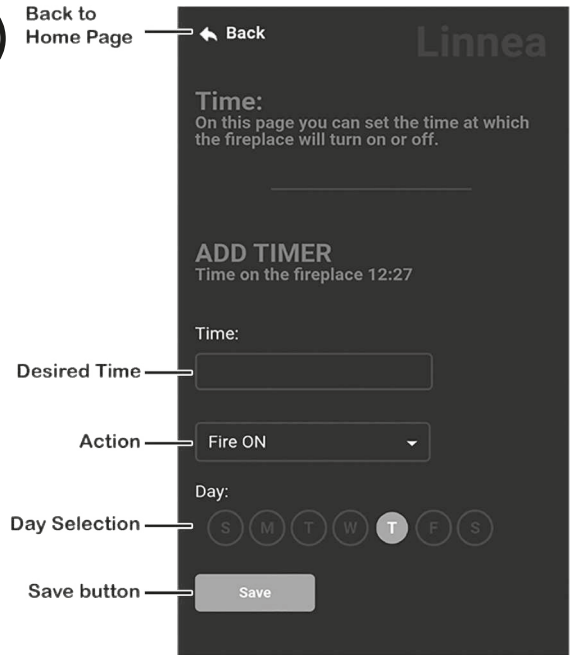 Back to
Home Page
Back
Linnea
Time:
On this page you can set the time at which
the fireplace will turn on or off.
ADD TIMER
Time on the fireplace 12:27
Time:
Desired Time
Action
Fire ON
Day:
Day Selection
S M T W T F S
Save button
Save